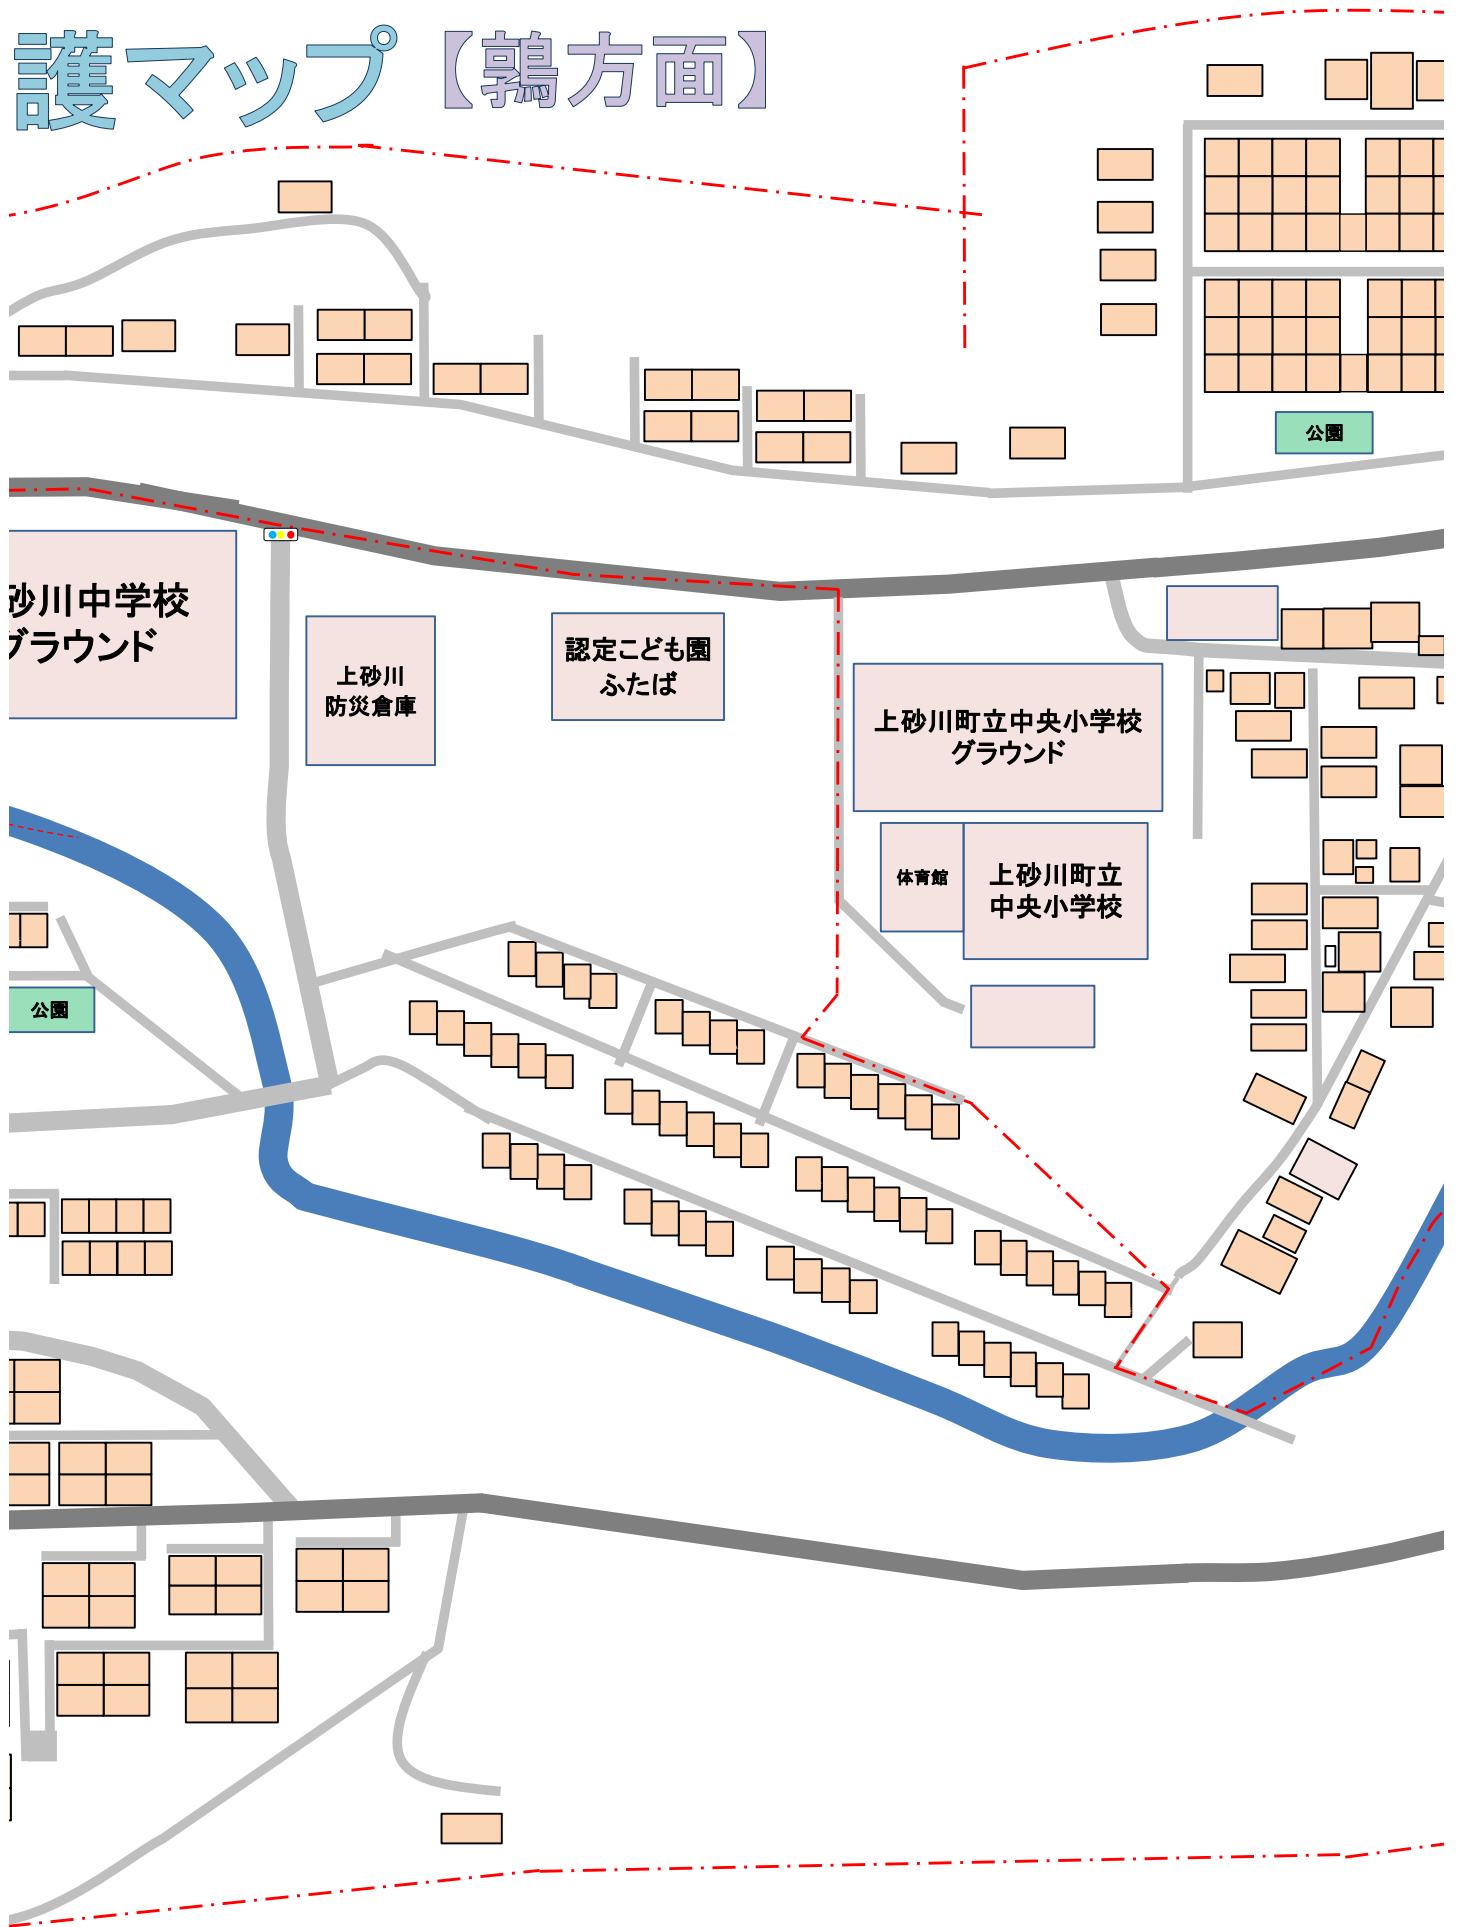 護マップ【鶉方面】
公園
砂川中学校
グラウンド
上砂川
防災倉庫
認定こども園
ふたば
上砂川町立中央小学校
グラウンド
体育館
上砂川町立
中央小学校
公園